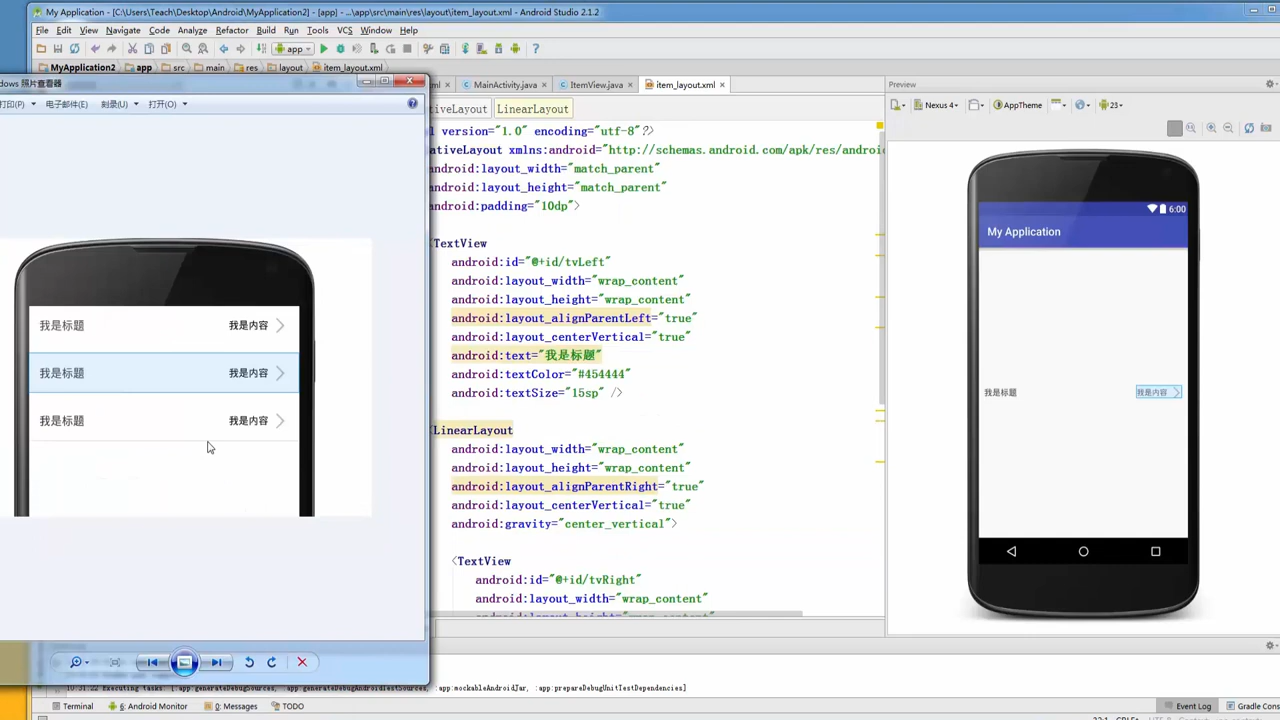 My Application - [C:\Users\Teach\Desktop\Android\MyApplication2] - [app] - ...\app\src\main\res\layout\item_layout.xml - Android Studio 2.1.2
File Edit View Navigate Code Analyze Refactor Build Run Tools VCS Window Help
app
MyApplication2 app src main res layout item_layout.xml
ndows 照片查看器
打印(P) 电子邮件(E) 刻录(U) 打开(O)
ml MainActivity.java ItemView.java item_layout.xml
Preview
tiveLayout LinearLayout
Nexus 4 AppTheme 23
l version="1.0" encoding="utf-8"?>
ativeLayout xmlns:android="http://schemas.android.com/apk/res/androi
android:layout_width="match_parent"
android:layout_height="match_parent"
android:padding="10dp">
TextView
android:id="@+id/tvLeft"
android:layout_width="wrap_content"
android:layout_height="wrap_content"
android:layout_alignParentLeft="true"
android:layout_centerVertical="true"
android:text="我是标题"
android:textColor="#454444"
android:textSize="15sp" />
LinearLayout
android:layout_width="wrap_content"
android:layout_height="wrap_content"
android:layout_alignParentRight="true"
android:layout_centerVertical="true"
android:gravity="center_vertical">
<TextView
android:id="@+id/tvRight"
android:layout_width="wrap_content"
我是标题 我是内容
我是标题 我是内容
我是标题 我是内容
6:00
My Application
我是标题 我是内容
10:31:22 Executing tasks: [:app:generateDebugSources, :app:generateDebugAndroidTestSources, :app:mockableAndroidJar, :app:prepareDebugUnitTestDependencies]
Terminal 6: Android Monitor 0: Messages TODO
Event Log Gradle Cons